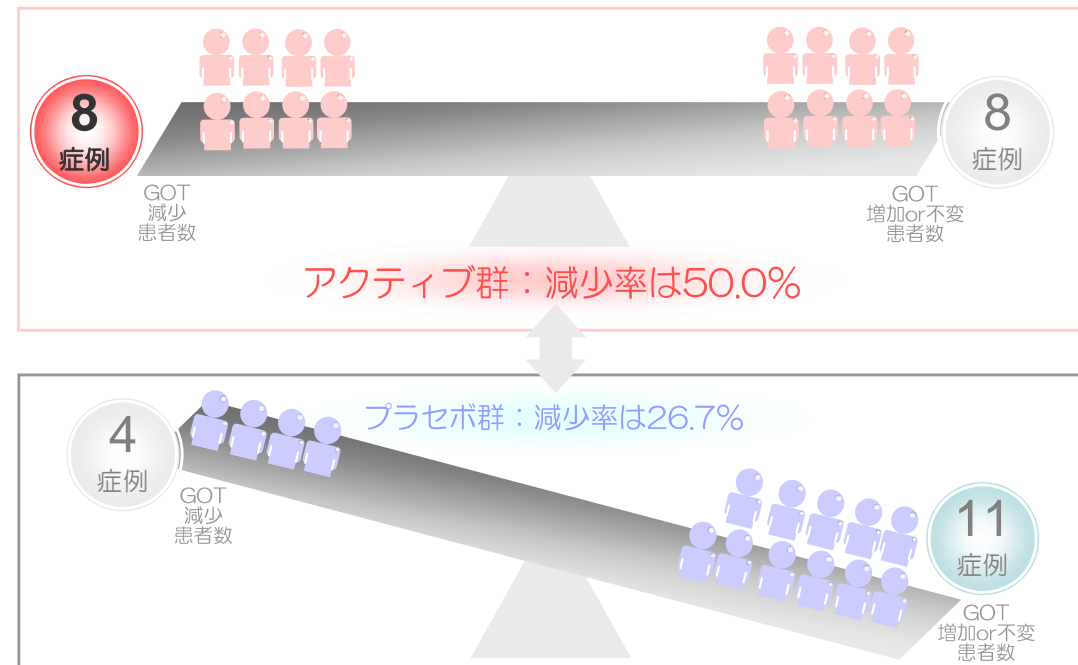 8
症例
GOT
減少
患者数
8
症例
GOT
増加or不変
患者数
アクティブ群：減少率は50.0%
プラセボ群：減少率は26.7%
4
症例
GOT
減少
患者数
11
症例
GOT
増加or不変
患者数